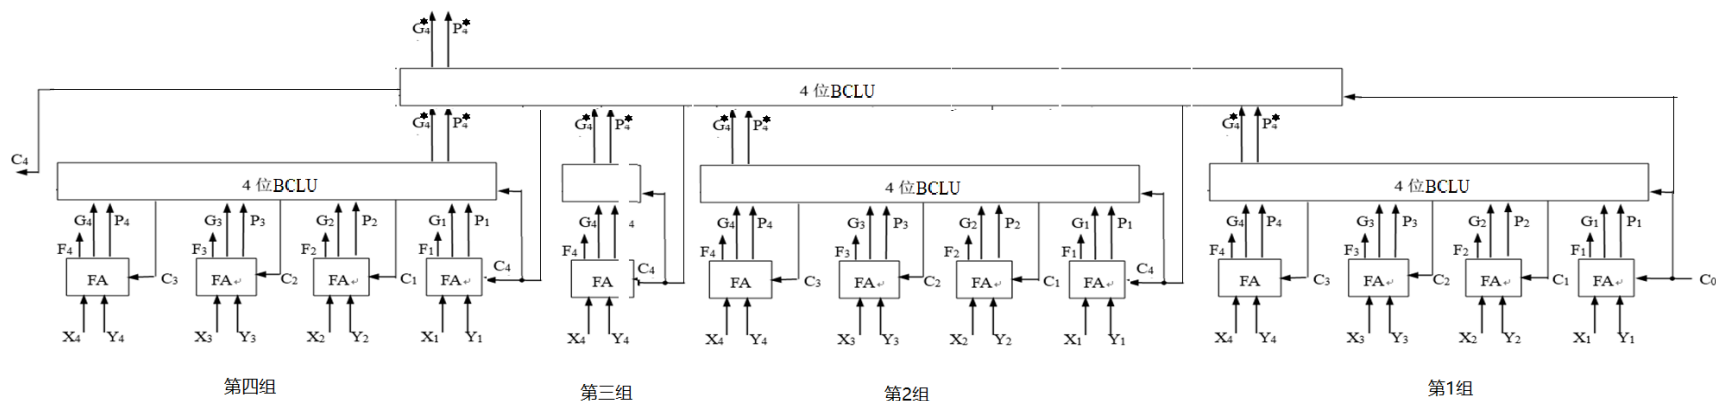 G4* P4*
4 位BCLU
G4* P4* G4* P4* G4* P4* G4* P4*
C4
4 位BCLU 4 位BCLU 4 位BCLU
G4 P4 G3 P3 G2 P2 G1 P1 G4 4 G4 P4 G3 P3 G2 P2 G1 P1 G4 P4 G3 P3 G2 P2 G1 P1
F4 F3 F2 F1 F4 F4 F3 F2 F1 F4 F3 F2 F1
FA C3 FA C2 FA C1 FA C4 FA C4 FA C3 FA C2 FA C1 FA C4 FA C3 FA C2 FA C1 FA C0
X4 Y4 X3 Y3 X2 Y2 X1 Y1 X4 Y4 X4 Y4 X3 Y3 X2 Y2 X1 Y1 X4 Y4 X3 Y3 X2 Y2 X1 Y1
第四组 第三组 第2组 第1组